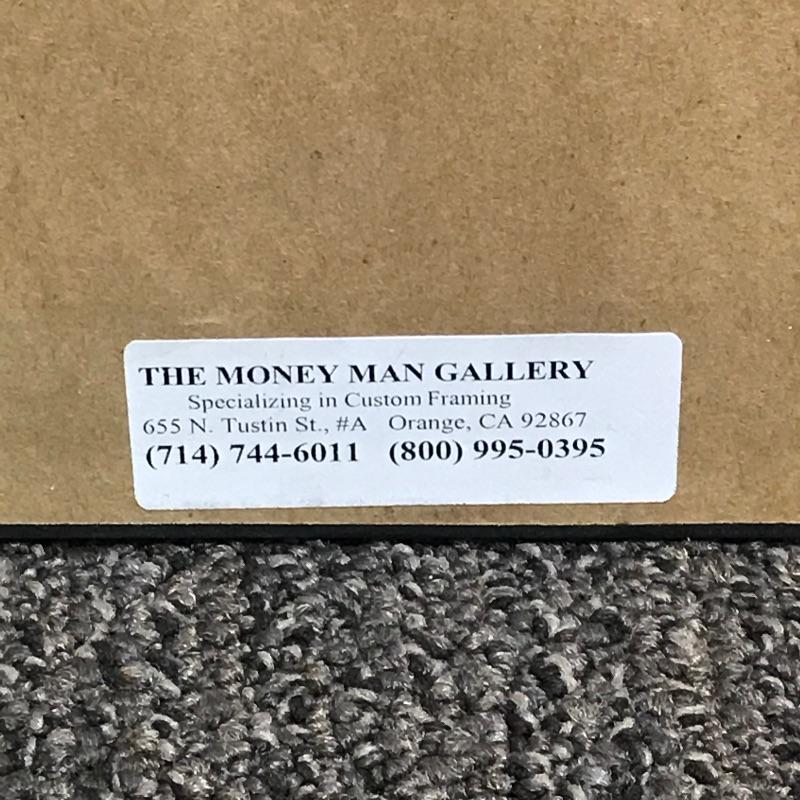 THE MONEY MAN GALLERY
Specializing in Custom Framing
655 N. Tustin St., #A Orange, CA 92867
(714) 744-6011 (800) 995-0395